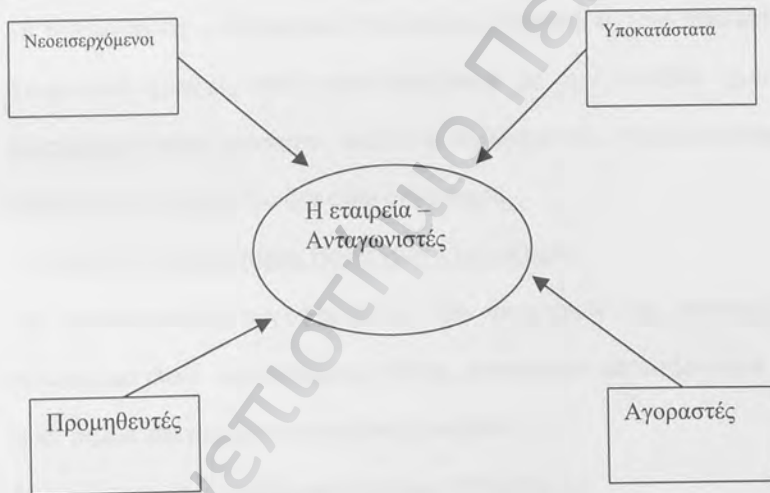 Νεοεισερχόμενοι
Υποκατάστατα
Η εταιρεία –
Ανταγωνιστές
Προμηθευτές
Αγοραστές